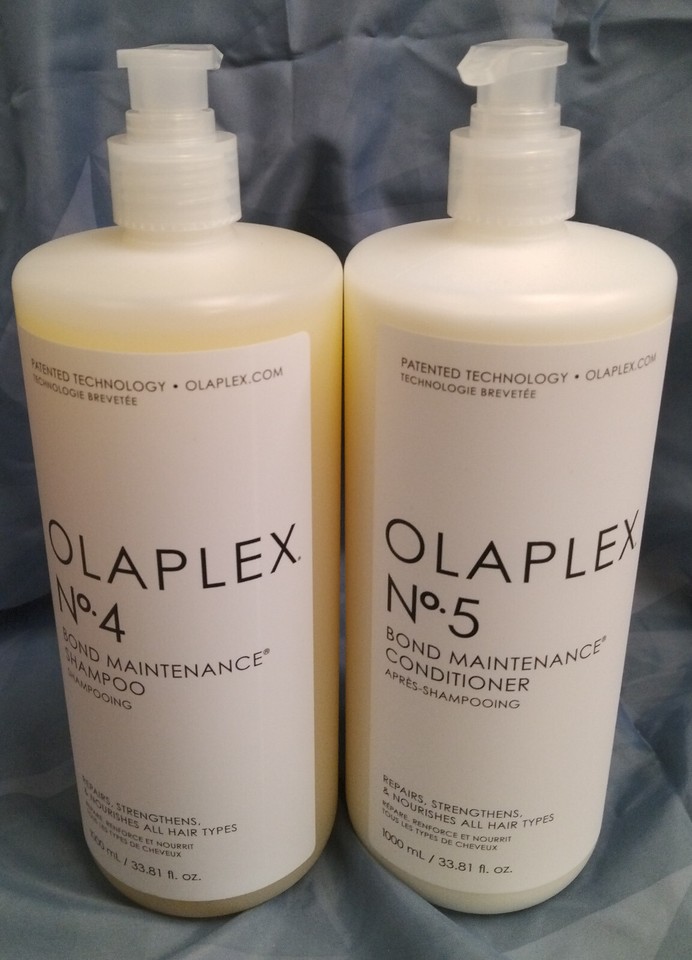 PATENTED TECHNOLOGY • OLAPLEX.COM
TECHNOLOGIE BREVETÉE
OLAPLEX.
Nº.4
BOND MAINTENANCE®
SHAMPOO
SHAMPOOING
REPAIRS, STRENGTHENS,
& NOURISHES ALL HAIR TYPES
RÉPARE, RENFORCE ET NOURRIT
TOUS LES TYPES DE CHEVEUX
1000 mL / 33.81 fl. oz.
PATENTED TECHNOLOGY • OLAPLEX.COM
TECHNOLOGIE BREVETÉE
OLAPLEX.
Nº.5
BOND MAINTENANCE®
CONDITIONER
APRÈS-SHAMPOOING
REPAIRS, STRENGTHENS,
& NOURISHES ALL HAIR TYPES
RÉPARE, RENFORCE ET NOURRIT
TOUS LES TYPES DE CHEVEUX
1000 mL / 33.81 fl. oz.